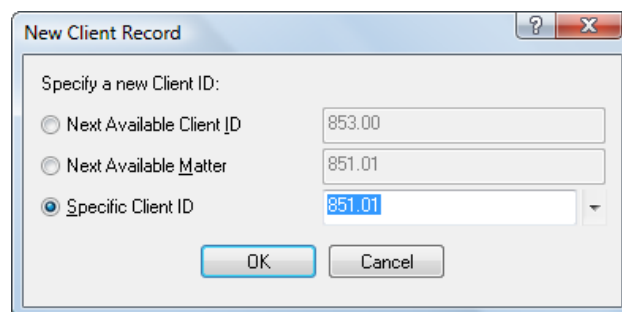 New Client Record
Specify a new Client ID:
Next Available Client ID 853.00
Next Available Matter 851.01
Specific Client ID 851.01
OK Cancel